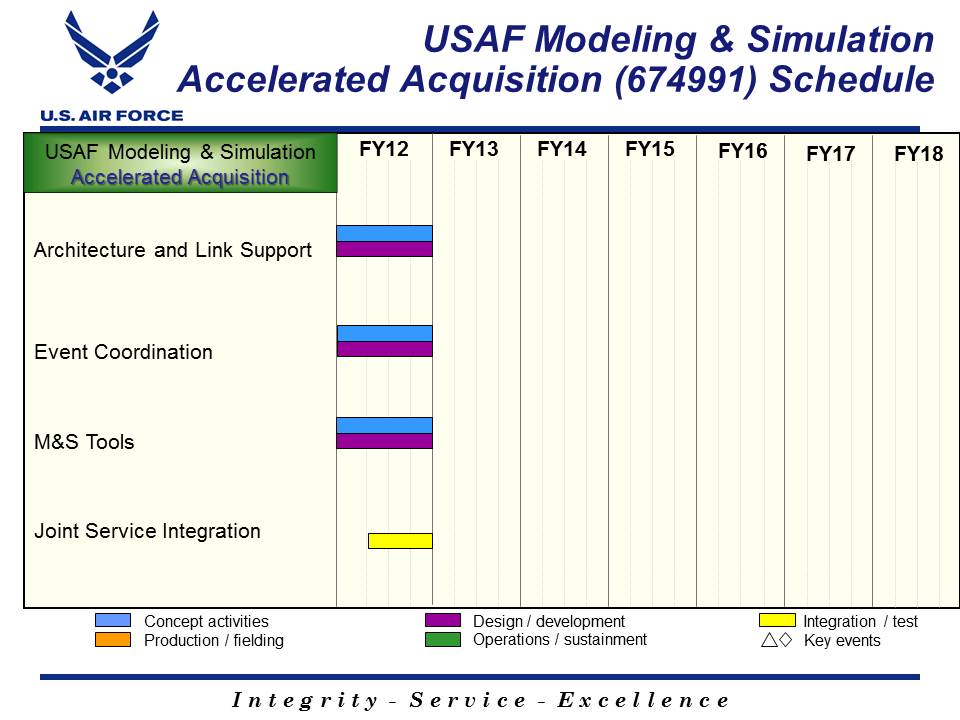 USAF Modeling & Simulation
Accelerated Acquisition (674991) Schedule
U.S. AIR FORCE
USAF Modeling & Simulation
Accelerated Acquisition
FY12 FY13 FY14 FY15 FY16 FY17 FY18
Architecture and Link Support
Event Coordination
M&S Tools
Joint Service Integration
Concept activities Design / development Integration / test
Production / fielding Operations / sustainment Key events
Integrity - Service - Excellence